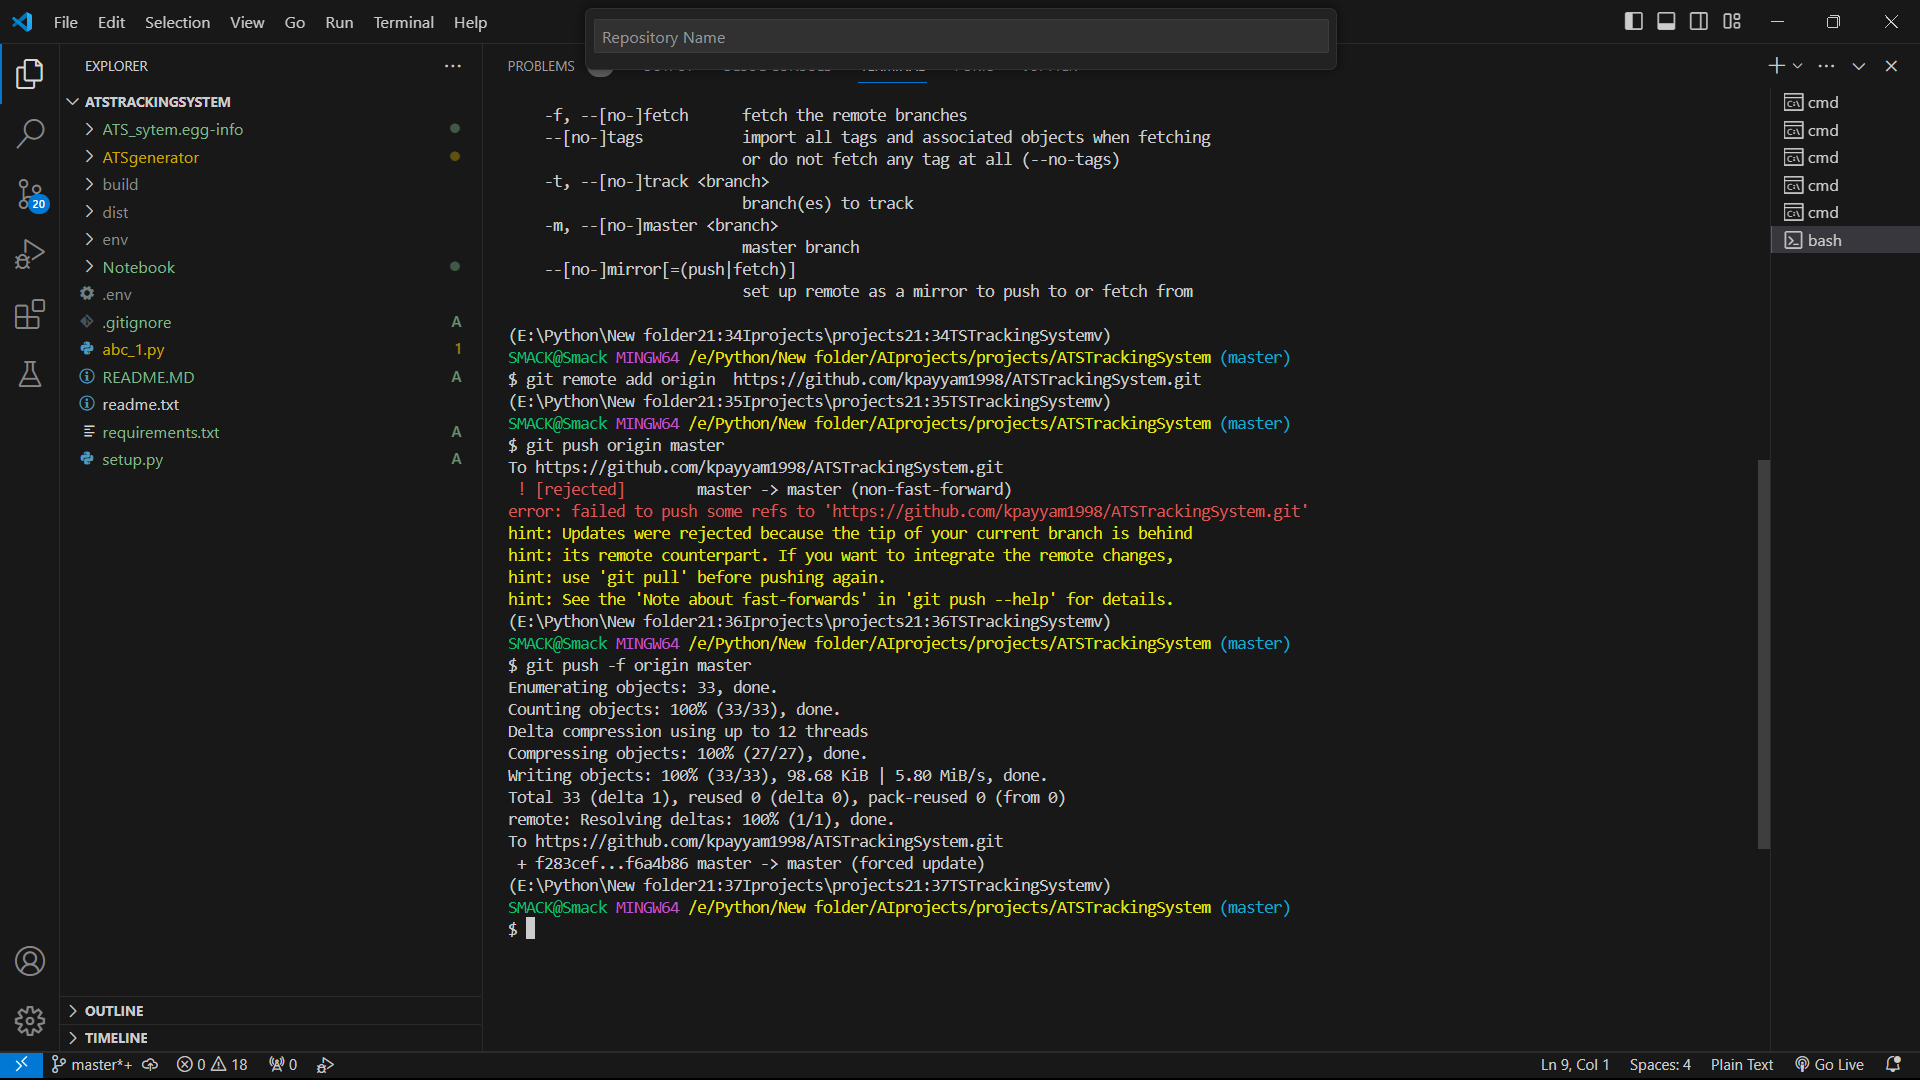 File Edit Selection View Go Run Terminal Help
Repository Name
EXPLORER
ATSTRACKINGSYSTEM
ATS_sytem.egg-info
ATSgenerator
build
dist
env
Notebook
.env
.gitignore A
abc_1.py 1
README.MD A
readme.txt
requirements.txt A
setup.py A
20
OUTLINE
TIMELINE
PROBLEMS
-f, --[no-]fetch fetch the remote branches
--[no-]tags import all tags and associated objects when fetching
or do not fetch any tag at all (--no-tags)
-t, --[no-]track <branch>
branch(es) to track
-m, --[no-]master <branch>
master branch
--[no-]mirror[=(push|fetch)]
set up remote as a mirror to push to or fetch from
(E:\Python\New folder21:34Iprojects\projects21:34TSTrackingSystemv)
SMACK@Smack MINGW64 /e/Python/New folder/AIprojects/projects/ATSTrackingSystem (master)
$ git remote add origin  https://github.com/kpayyam1998/ATSTrackingSystem.git
(E:\Python\New folder21:35Iprojects\projects21:35TSTrackingSystemv)
SMACK@Smack MINGW64 /e/Python/New folder/AIprojects/projects/ATSTrackingSystem (master)
$ git push origin master
To https://github.com/kpayyam1998/ATSTrackingSystem.git
! [rejected] master -> master (non-fast-forward)
error: failed to push some refs to 'https://github.com/kpayyam1998/ATSTrackingSystem.git'
hint: Updates were rejected because the tip of your current branch is behind
hint: its remote counterpart. If you want to integrate the remote changes,
hint: use 'git pull' before pushing again.
hint: See the 'Note about fast-forwards' in 'git push --help' for details.
(E:\Python\New folder21:36Iprojects\projects21:36TSTrackingSystemv)
SMACK@Smack MINGW64 /e/Python/New folder/AIprojects/projects/ATSTrackingSystem (master)
$ git push -f origin master
Enumerating objects: 33, done.
Counting objects: 100% (33/33), done.
Delta compression using up to 12 threads
Compressing objects: 100% (27/27), done.
Writing objects: 100% (33/33), 98.68 KiB | 5.80 MiB/s, done.
Total 33 (delta 1), reused 0 (delta 0), pack-reused 0 (from 0)
remote: Resolving deltas: 100% (1/1), done.
To https://github.com/kpayyam1998/ATSTrackingSystem.git
+ f283cef...f6a4b86 master -> master (forced update)
(E:\Python\New folder21:37Iprojects\projects21:37TSTrackingSystemv)
SMACK@Smack MINGW64 /e/Python/New folder/AIprojects/projects/ATSTrackingSystem (master)
$
cmd
cmd
cmd
cmd
cmd
bash
master*+ 0 18 0 Ln 9, Col 1 Spaces: 4 Plain Text Go Live